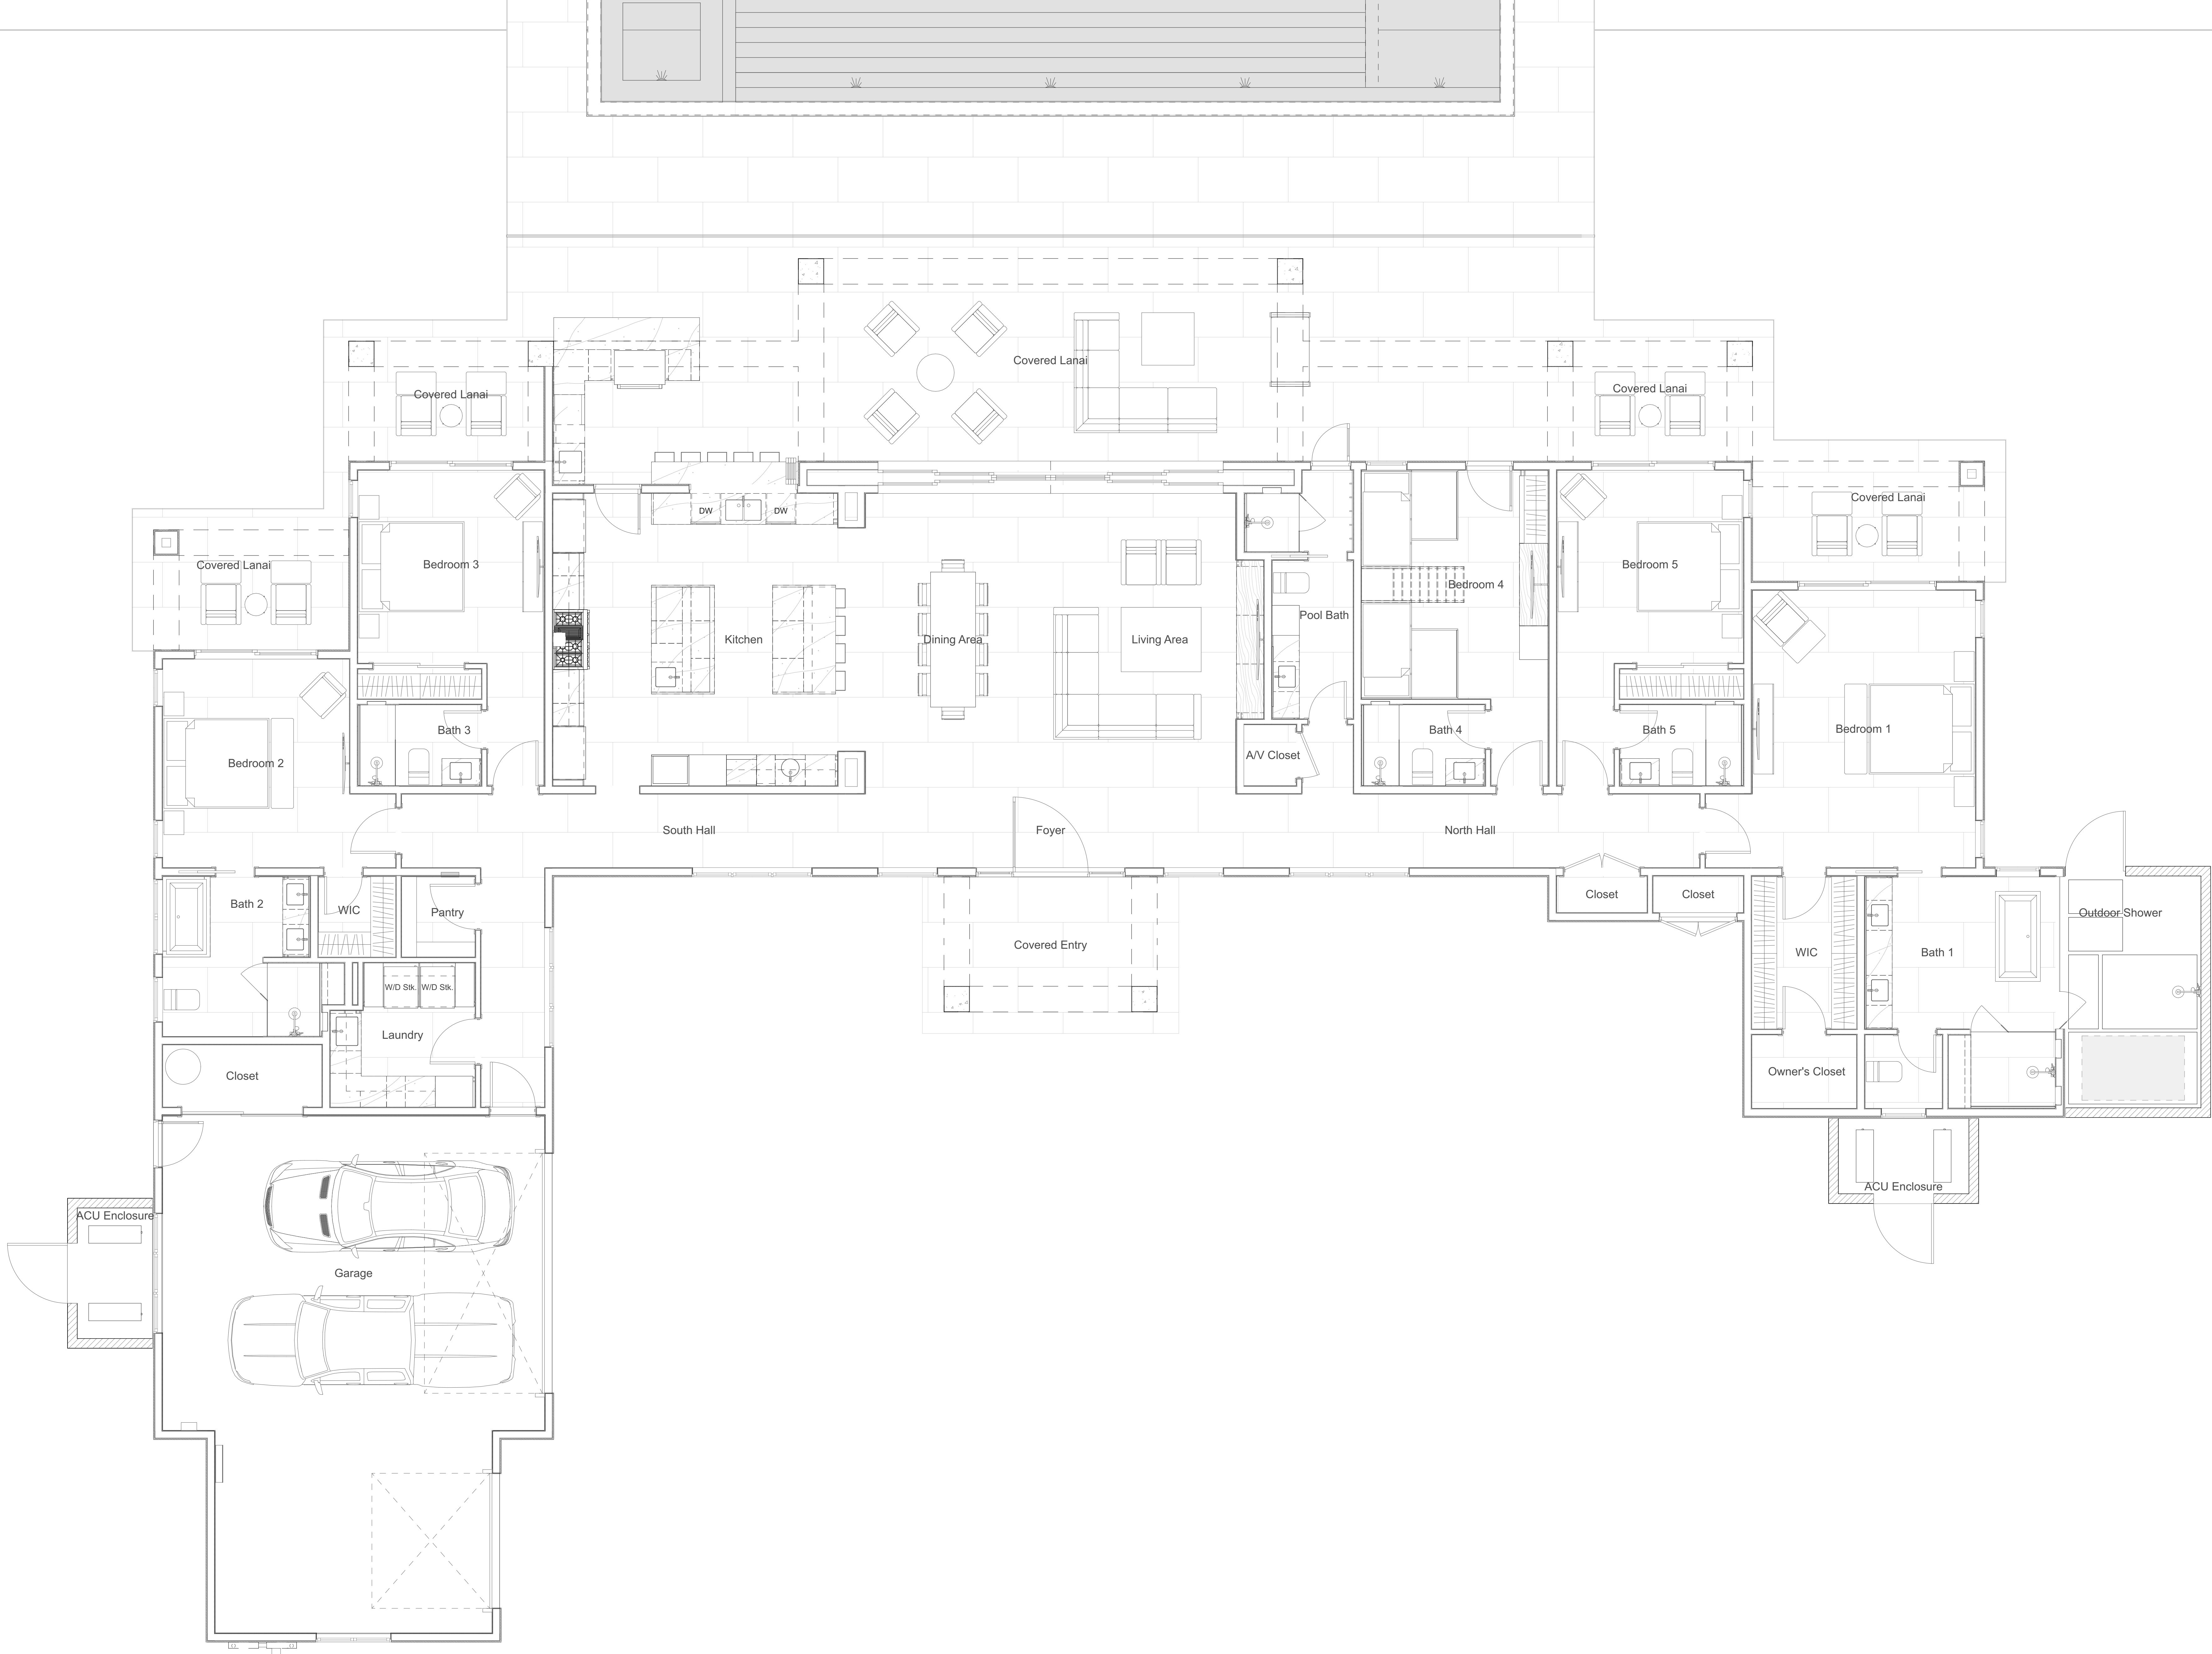 Covered Lanai
Covered Lanai
Covered Lanai
Covered Lanai
Covered Lanai
DW
DW
Bedroom 3
Bedroom 4
Bedroom 5
Pool Bath
Kitchen
Dining Area
Living Area
Bath 3
Bath 4
Bath 5
Bedroom 1
A/V Closet
Bedroom 2
South Hall
Foyer
North Hall
Closet
Closet
Bath 2
WIC
Pantry
Outdoor Shower
Covered Entry
WIC
Bath 1
W/D Stk.
W/D Stk.
Laundry
Closet
Owner's Closet
ACU Enclosure
ACU Enclosure
Garage